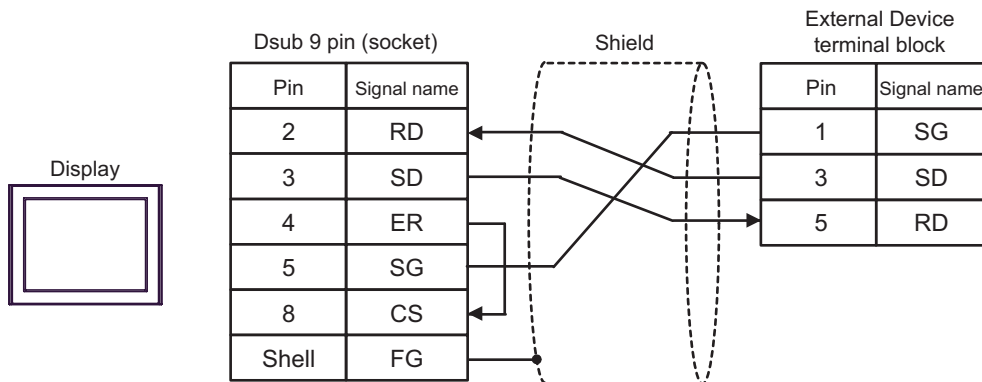 Display
Dsub 9 pin (socket)
Pin Signal name
2 RD
3 SD
4 ER
5 SG
8 CS
Shell FG
Shield
External Device
terminal block
Pin Signal name
1 SG
3 SD
5 RD